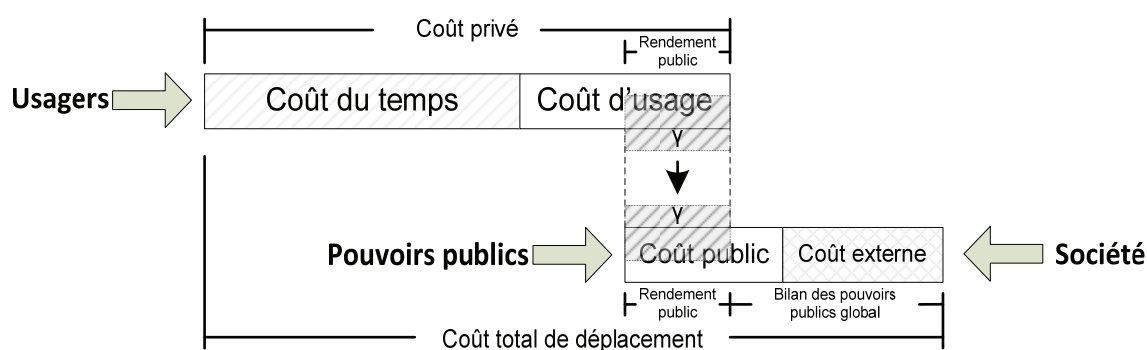 Coût privé
Rendement
public
Usagers
Coût du temps
Coût d'usage
γ
γ
Pouvoirs publics
Coût public
Coût externe
Société
Rendement
public
Bilan des pouvoirs
publics global
Coût total de déplacement